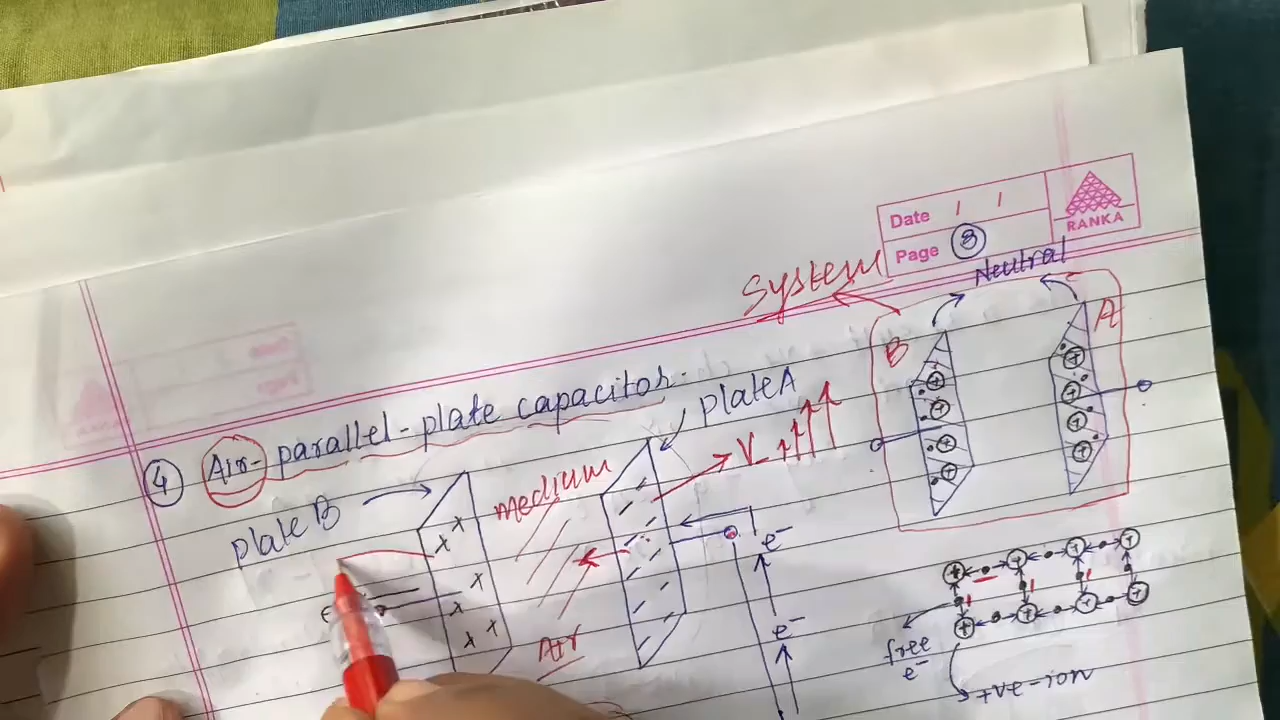 Date / /
Page 8
RANKA
System
Neutral
B
A
4 Air-parallel-plate capacitor.
plate A
plate B
Medium
V
e-
e-
Air
free
e-
+ve-ion